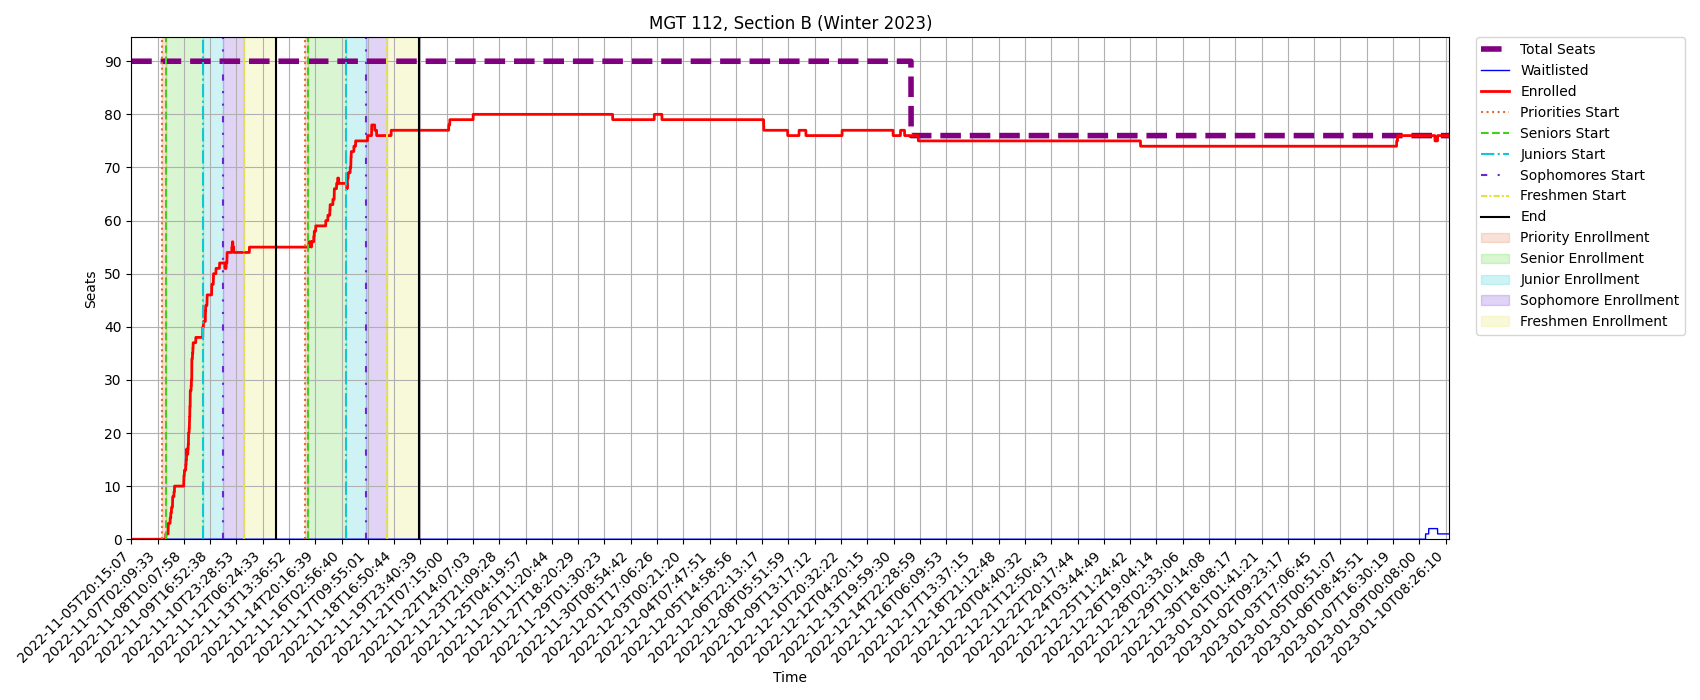 MGT 112, Section B (Winter 2023)
Seats
90
80
70
60
50
40
30
20
10
0
2022-11-05T20:15:07
2022-11-07T02:09:33
2022-11-08T10:07:58
2022-11-09T16:52:38
2022-11-10T23:28:53
2022-11-12T06:24:33
2022-11-13T13:36:52
2022-11-14T20:16:39
2022-11-16T02:56:40
2022-11-17T09:55:01
2022-11-18T16:50:44
2022-11-19T23:40:39
2022-11-21T07:15:00
2022-11-22T14:07:03
2022-11-23T21:09:28
2022-11-25T04:19:57
2022-11-26T11:20:44
2022-11-27T18:20:29
2022-11-29T01:30:23
2022-11-30T08:54:42
2022-12-01T17:06:26
2022-12-03T00:21:20
2022-12-04T07:47:51
2022-12-05T14:58:56
2022-12-06T22:13:17
2022-12-08T05:51:59
2022-12-09T13:17:12
2022-12-10T20:32:22
2022-12-12T04:20:15
2022-12-13T19:59:30
2022-12-14T22:28:59
2022-12-16T06:09:53
2022-12-17T13:37:15
2022-12-18T21:12:48
2022-12-20T04:40:32
2022-12-21T12:50:43
2022-12-22T20:17:44
2022-12-24T03:44:49
2022-12-25T11:24:42
2022-12-26T19:04:14
2022-12-28T02:33:06
2022-12-29T10:14:08
2022-12-30T18:08:17
2023-01-01T01:41:21
2023-01-02T09:23:17
2023-01-03T17:06:45
2023-01-05T00:51:07
2023-01-06T08:45:51
2023-01-07T16:30:19
2023-01-09T00:08:00
2023-01-10T08:26:10
Time
Total Seats
Waitlisted
Enrolled
Priorities Start
Seniors Start
Juniors Start
Sophomores Start
Freshmen Start
End
Priority Enrollment
Senior Enrollment
Junior Enrollment
Sophomore Enrollment
Freshmen Enrollment